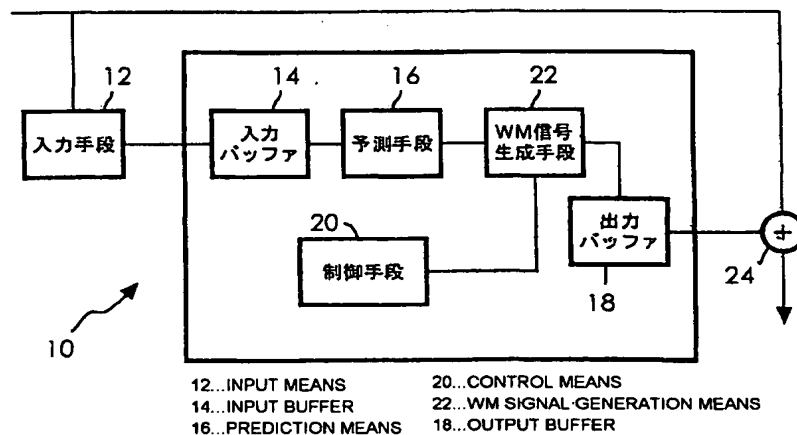 12
14
16
22
入力手段
入力
バッファ
予測手段
WM信号
生成手段
20
制御手段
出力
バッファ
+
24
18
10
12...INPUT MEANS
14...INPUT BUFFER
16...PREDICTION MEANS
20...CONTROL MEANS
22...WM SIGNAL-GENERATION MEANS
18...OUTPUT BUFFER